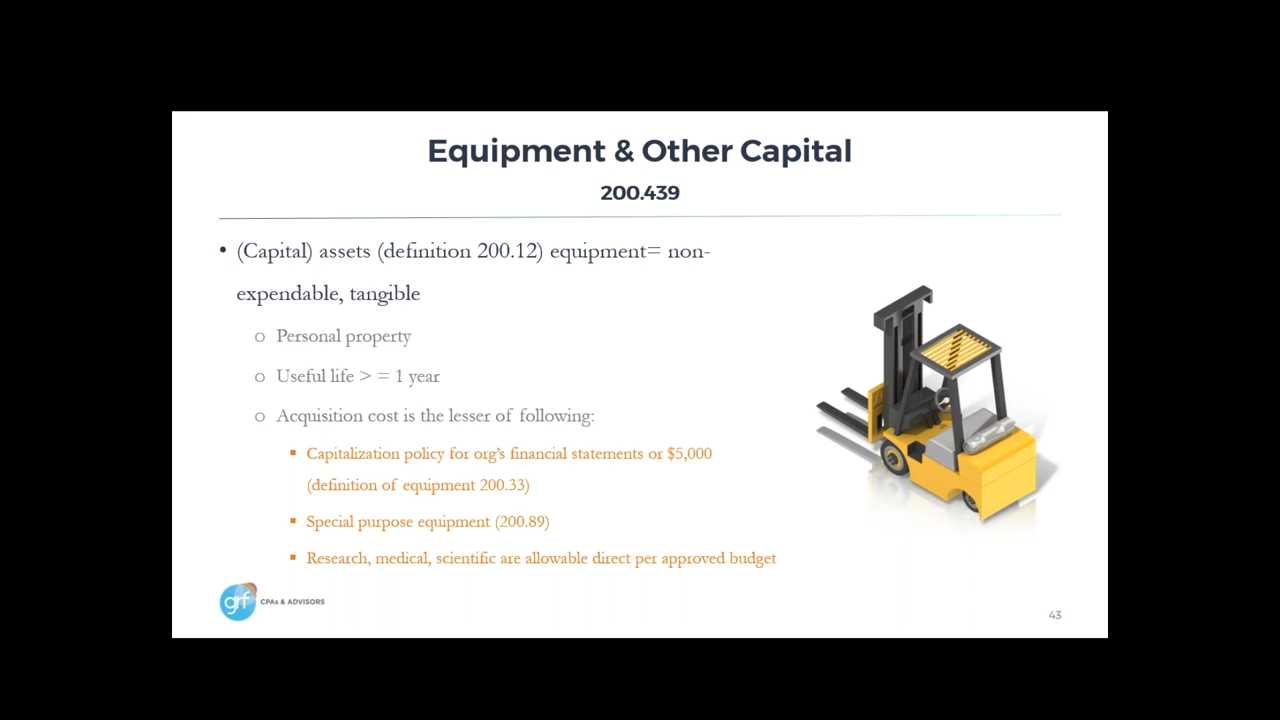 Equipment & Other Capital
200.439
• (Capital) assets (definition 200.12) equipment= non-
expendable, tangible
o Personal property
o Useful life > = 1 year
o Acquisition cost is the lesser of following:
▪ Capitalization policy for org's financial statements or $5,000
(definition of equipment 200.33)
▪ Special purpose equipment (200.89)
▪ Research, medical, scientific are allowable direct per approved budget
grf CPAs & ADVISORS
43